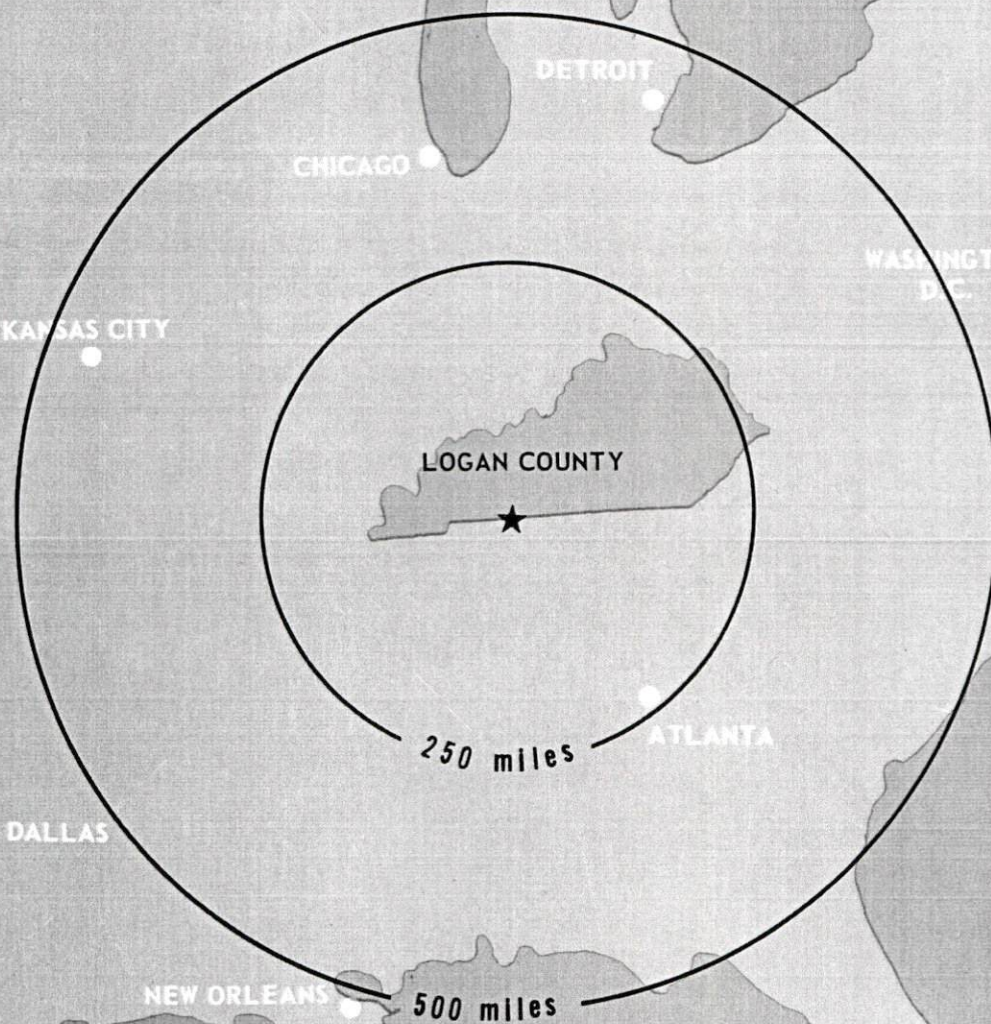 DETROIT
CHICAGO
WASHINGT
D.C.
KANSAS CITY
LOGAN COUNTY
250 miles
ATLANTA
DALLAS
NEW ORLEANS
500 miles